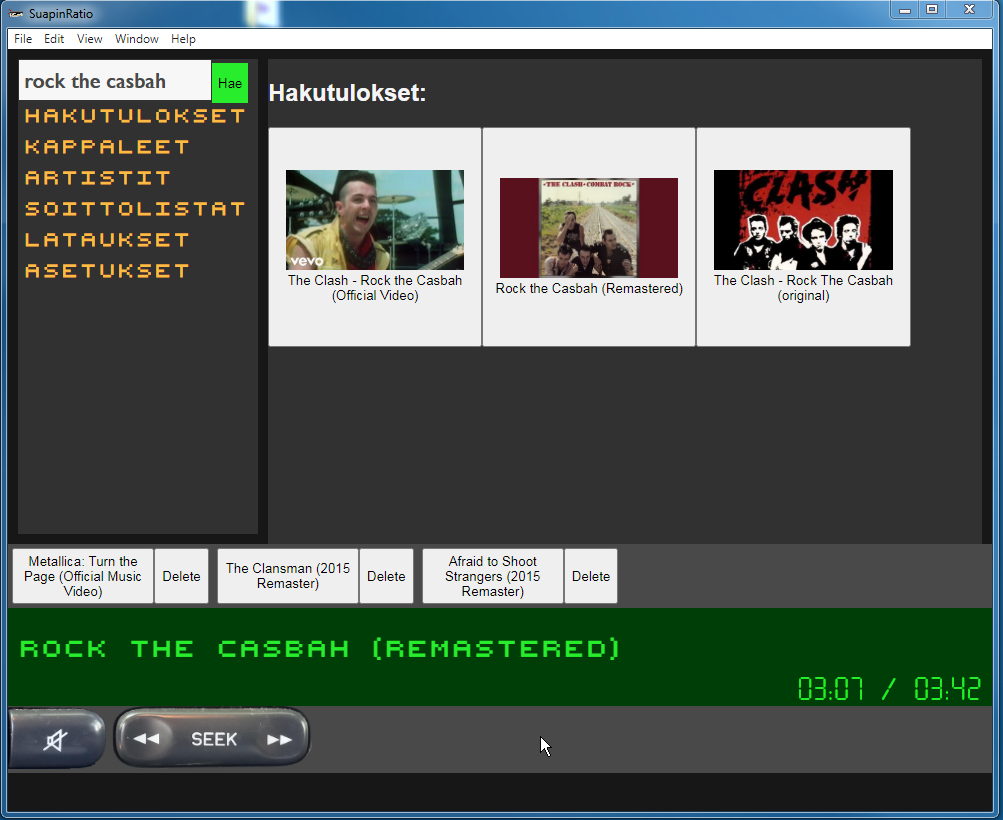 SuapinRatio
File Edit View Window Help
rock the casbah Hae
HAKUTULOKSET
KAPPALEET
ARTISTIT
SOITTOLISTAT
LATAUKSET
ASETUKSET
Hakutulokset:
vevo
The Clash - Rock the Casbah
(Official Video)
•THE CLASH•COMBAT ROCK•
Rock the Casbah (Remastered)
CLASH
The Clash - Rock The Casbah
(original)
Metallica: Turn the
Page (Official Music
Video)
Delete
The Clansman (2015
Remaster)
Delete
Afraid to Shoot
Strangers (2015
Remaster)
Delete
ROCK THE CASBAH (REMASTERED)
03:07 / 03:42
SEEK